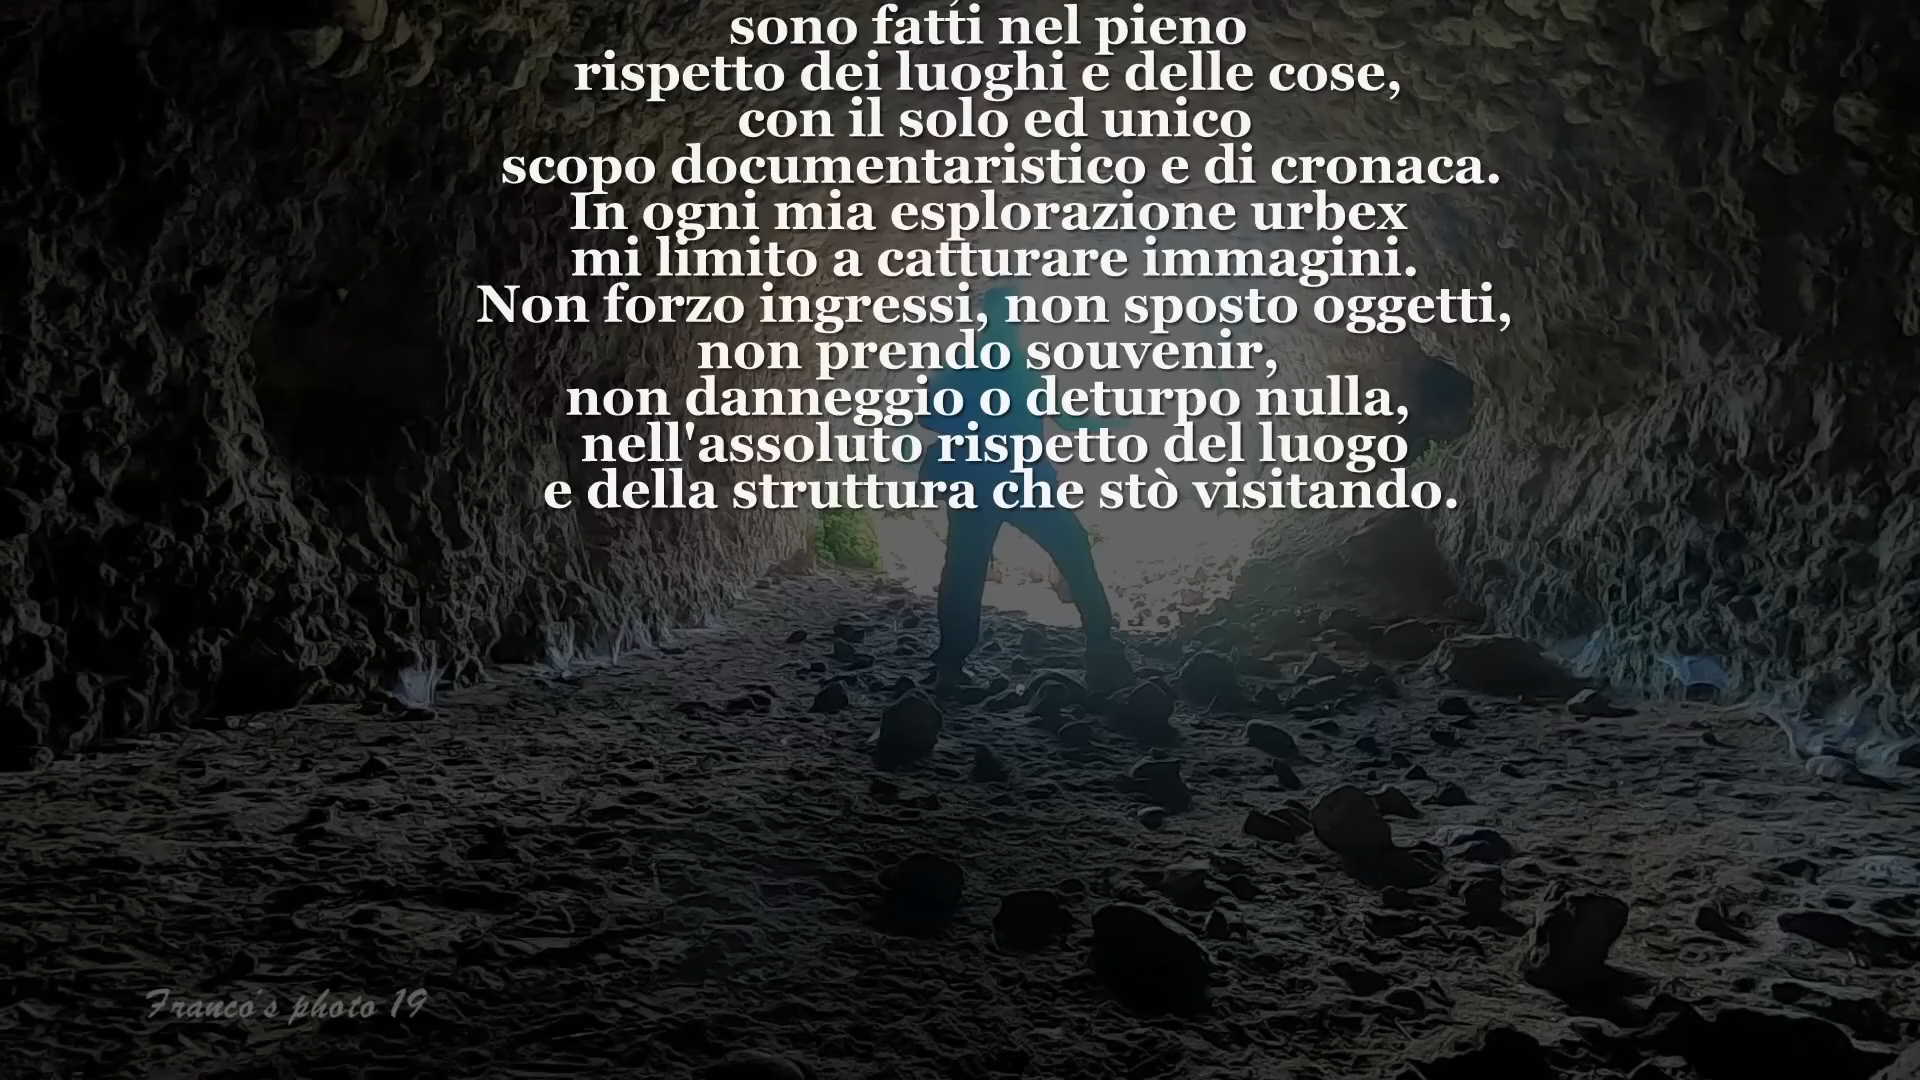 sono fatti nel pieno
rispetto dei luoghi e delle cose,
con il solo ed unico
scopo documentaristico e di cronaca.
In ogni mia esplorazione urbex
mi limito a catturare immagini.
Non forzo ingressi, non sposto oggetti,
non prendo souvenir,
non danneggio o deturpo nulla,
nell'assoluto rispetto del luogo
e della struttura che stò visitando.
Franco's photo 19